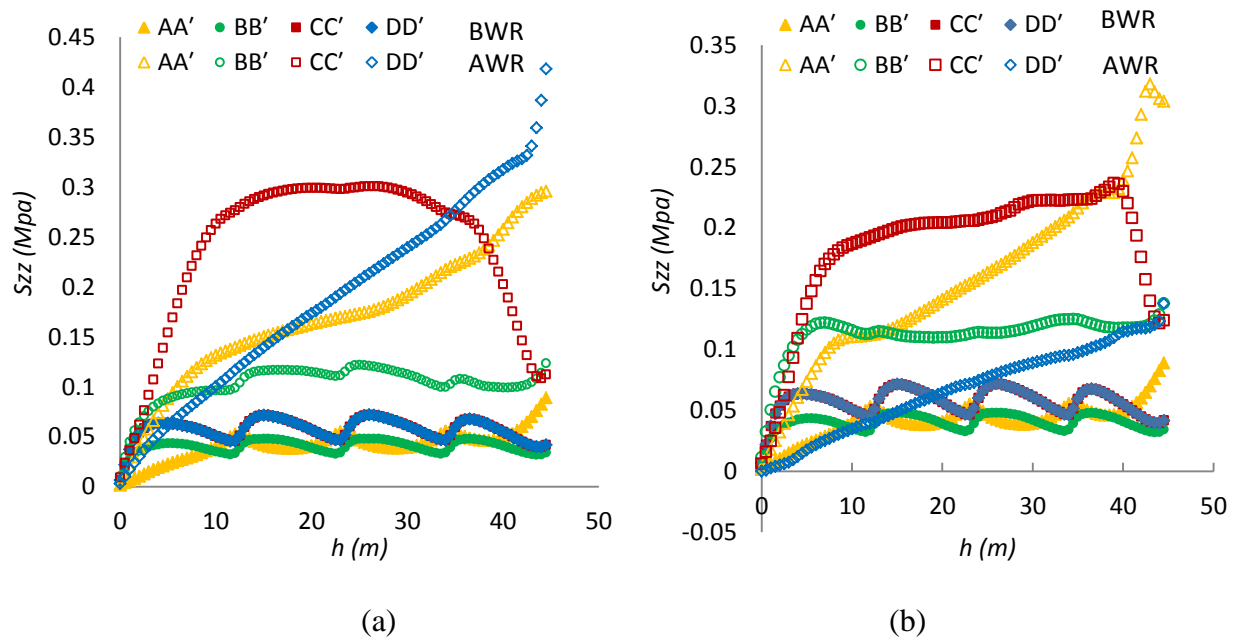 AA′ BB′ CC′ DD′ BWR
AA′ BB′ CC′ DD′ AWR
0.45
0.4
0.35
0.3
0.25
0.2
0.15
0.1
0.05
0
Szz (Mpa)
0 10 20 30 40 50
h (m)
(a)
AA′ BB′ CC′ DD′ BWR
AA′ BB′ CC′ DD′ AWR
0.35
0.3
0.25
0.2
0.15
0.1
0.05
0
-0.05
Szz (Mpa)
0 10 20 30 40 50
h (m)
(b)